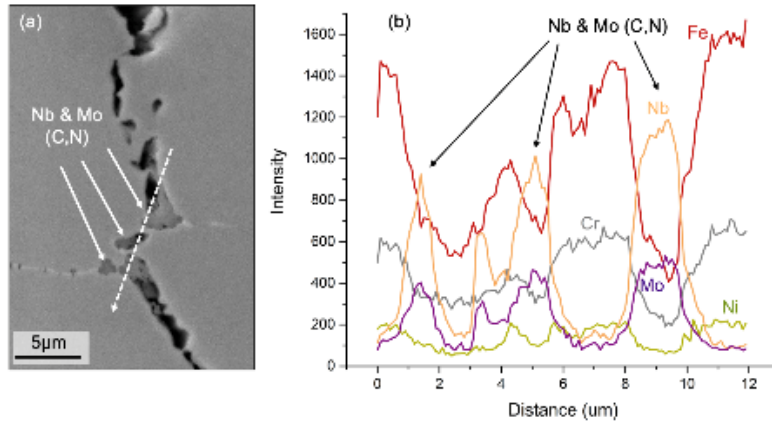 (a)
Nb & Mo
(C,N)
5µm
(b)
Nb & Mo (C,N)
Fe
Nb
Cr
Mo
Ni
Intensity
1600
1400
1200
1000
800
600
400
200
0
0
2
4
6
8
10
12
Distance (um)